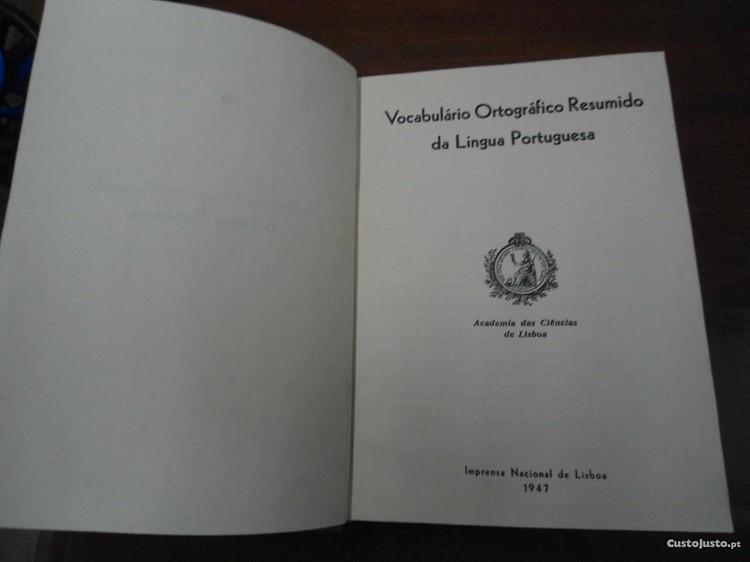 Vocabulário Ortográfico Resumido
da Língua Portuguesa
Academia das Ciências
de Lisboa
Imprensa Nacional de Lisboa
1947
CustoJusto.pt